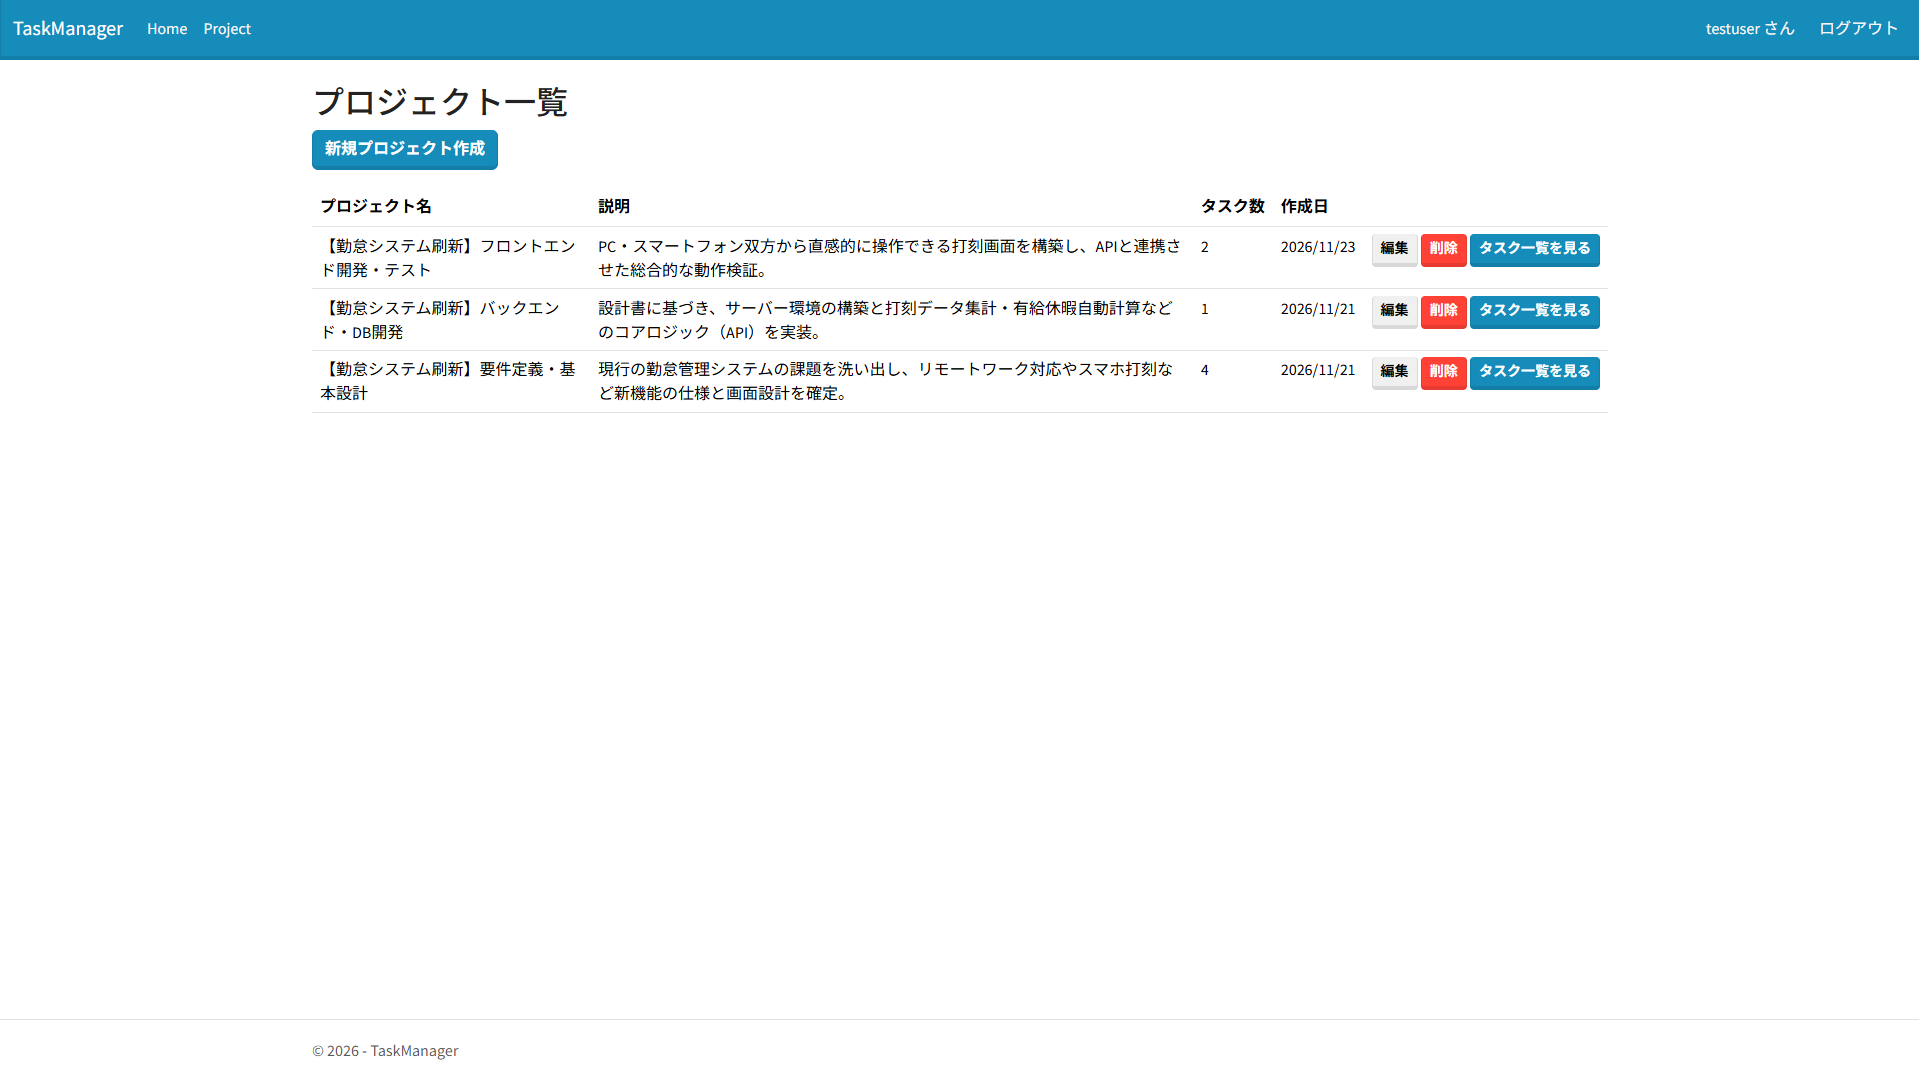 TaskManager Home Project testuser さん ログアウト
プロジェクト一覧
新規プロジェクト作成
プロジェクト名 説明 タスク数 作成日
【勤怠システム刷新】フロントエン PC・スマートフォン双方から直感的に操作できる打刻画面を構築し、APIと連携さ 2 2026/11/23 編集 削除 タスク一覧を見る
ド開発・テスト せた総合的な動作検証。
【勤怠システム刷新】バックエン 設計書に基づき、サーバー環境の構築と打刻データ集計・有給休暇自動計算など 1 2026/11/21 編集 削除 タスク一覧を見る
ド・DB開発 のコアロジック（API）を実装。
【勤怠システム刷新】要件定義・基 現行の勤怠管理システムの課題を洗い出し、リモートワーク対応やスマホ打刻な 4 2026/11/21 編集 削除 タスク一覧を見る
本設計 ど新機能の仕様と画面設計を確定。
© 2026 - TaskManager